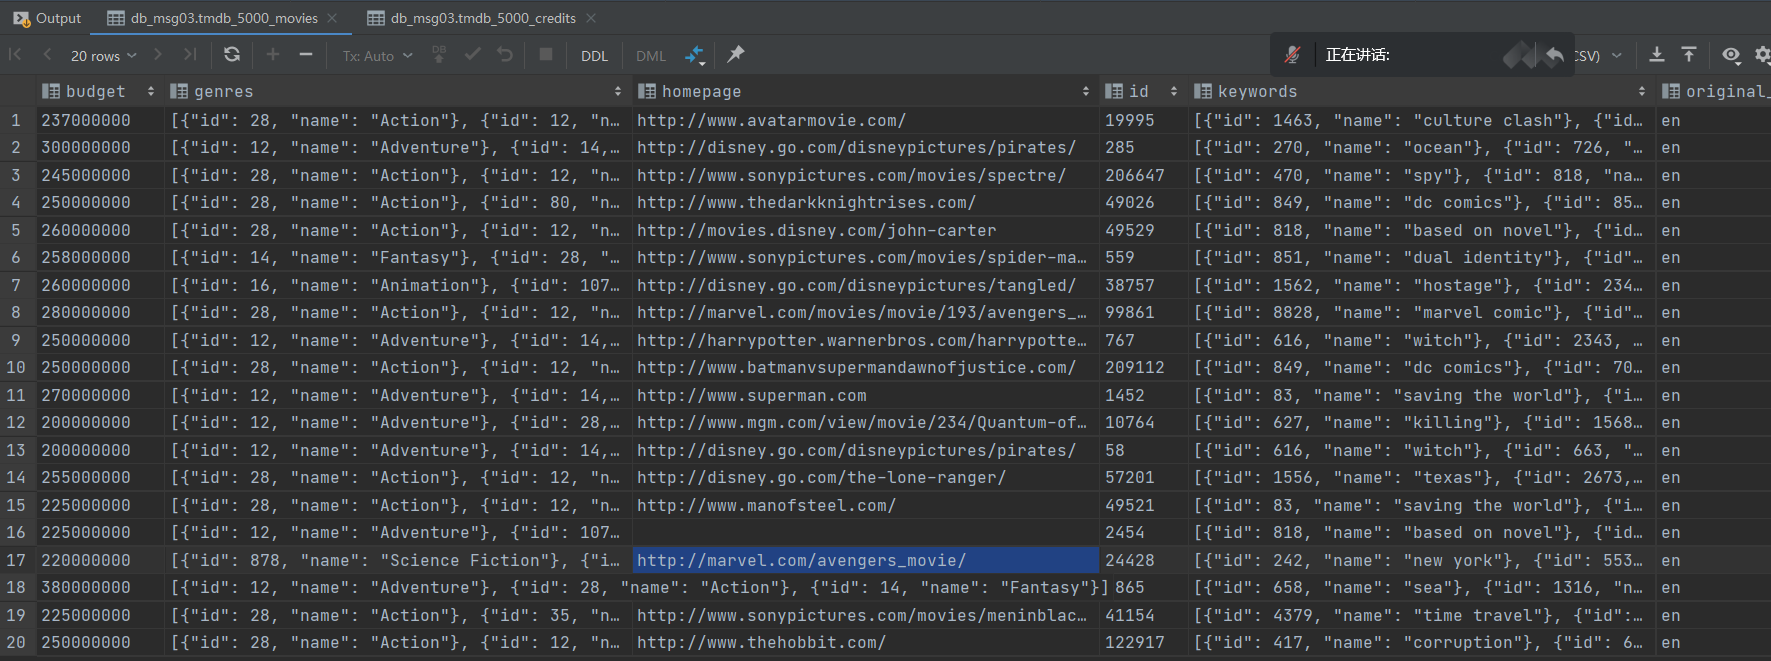 Output db_msg03.tmdb_5000_movies db_msg03.tmdb_5000_credits
20 rows Tx: Auto DB DDL DML 正在讲话: CSV)
budget genres homepage id keywords original_
1 237000000 [{"id": 28, "name": "Action"}, {"id": 12, "n… http://www.avatarmovie.com/ 19995 [{"id": 1463, "name": "culture clash"}, {"id… en
2 300000000 [{"id": 12, "name": "Adventure"}, {"id": 14,… http://disney.go.com/disneypictures/pirates/ 285 [{"id": 270, "name": "ocean"}, {"id": 726, "… en
3 245000000 [{"id": 28, "name": "Action"}, {"id": 12, "n… http://www.sonypictures.com/movies/spectre/ 206647 [{"id": 470, "name": "spy"}, {"id": 818, "na… en
4 250000000 [{"id": 28, "name": "Action"}, {"id": 80, "n… http://www.thedarkknightrises.com/ 49026 [{"id": 849, "name": "dc comics"}, {"id": 85… en
5 260000000 [{"id": 28, "name": "Action"}, {"id": 12, "n… http://movies.disney.com/john-carter 49529 [{"id": 818, "name": "based on novel"}, {"id… en
6 258000000 [{"id": 14, "name": "Fantasy"}, {"id": 28, "… http://www.sonypictures.com/movies/spider-ma… 559 [{"id": 851, "name": "dual identity"}, {"id"… en
7 260000000 [{"id": 16, "name": "Animation"}, {"id": 107… http://disney.go.com/disneypictures/tangled/ 38757 [{"id": 1562, "name": "hostage"}, {"id": 234… en
8 280000000 [{"id": 28, "name": "Action"}, {"id": 12, "n… http://marvel.com/movies/movie/193/avengers_… 99861 [{"id": 8828, "name": "marvel comic"}, {"id"… en
9 250000000 [{"id": 12, "name": "Adventure"}, {"id": 14,… http://harrypotter.warnerbros.com/harrypotte… 767 [{"id": 616, "name": "witch"}, {"id": 2343, … en
10 250000000 [{"id": 28, "name": "Action"}, {"id": 12, "n… http://www.batmanvsupermandawnofjustice.com/ 209112 [{"id": 849, "name": "dc comics"}, {"id": 70… en
11 270000000 [{"id": 12, "name": "Adventure"}, {"id": 14,… http://www.superman.com 1452 [{"id": 83, "name": "saving the world"}, {"i… en
12 200000000 [{"id": 12, "name": "Adventure"}, {"id": 28,… http://www.mgm.com/view/movie/234/Quantum-of… 10764 [{"id": 627, "name": "killing"}, {"id": 1568… en
13 200000000 [{"id": 12, "name": "Adventure"}, {"id": 14,… http://disney.go.com/disneypictures/pirates/ 58 [{"id": 616, "name": "witch"}, {"id": 663, "… en
14 255000000 [{"id": 28, "name": "Action"}, {"id": 12, "n… http://disney.go.com/the-lone-ranger/ 57201 [{"id": 1556, "name": "texas"}, {"id": 2673,… en
15 225000000 [{"id": 28, "name": "Action"}, {"id": 12, "n… http://www.manofsteel.com/ 49521 [{"id": 83, "name": "saving the world"}, {"i… en
16 225000000 [{"id": 12, "name": "Adventure"}, {"id": 107… 2454 [{"id": 818, "name": "based on novel"}, {"id… en
17 220000000 [{"id": 878, "name": "Science Fiction"}, {"i… http://marvel.com/avengers_movie/ 24428 [{"id": 242, "name": "new york"}, {"id": 553… en
18 380000000 [{"id": 12, "name": "Adventure"}, {"id": 28, "name": "Action"}, {"id": 14, "name": "Fantasy"}] 865 [{"id": 658, "name": "sea"}, {"id": 1316, "n… en
19 225000000 [{"id": 28, "name": "Action"}, {"id": 35, "n… http://www.sonypictures.com/movies/meninblac… 41154 [{"id": 4379, "name": "time travel"}, {"id":… en
20 250000000 [{"id": 28, "name": "Action"}, {"id": 12, "n… http://www.thehobbit.com/ 122917 [{"id": 417, "name": "corruption"}, {"id": 6… en